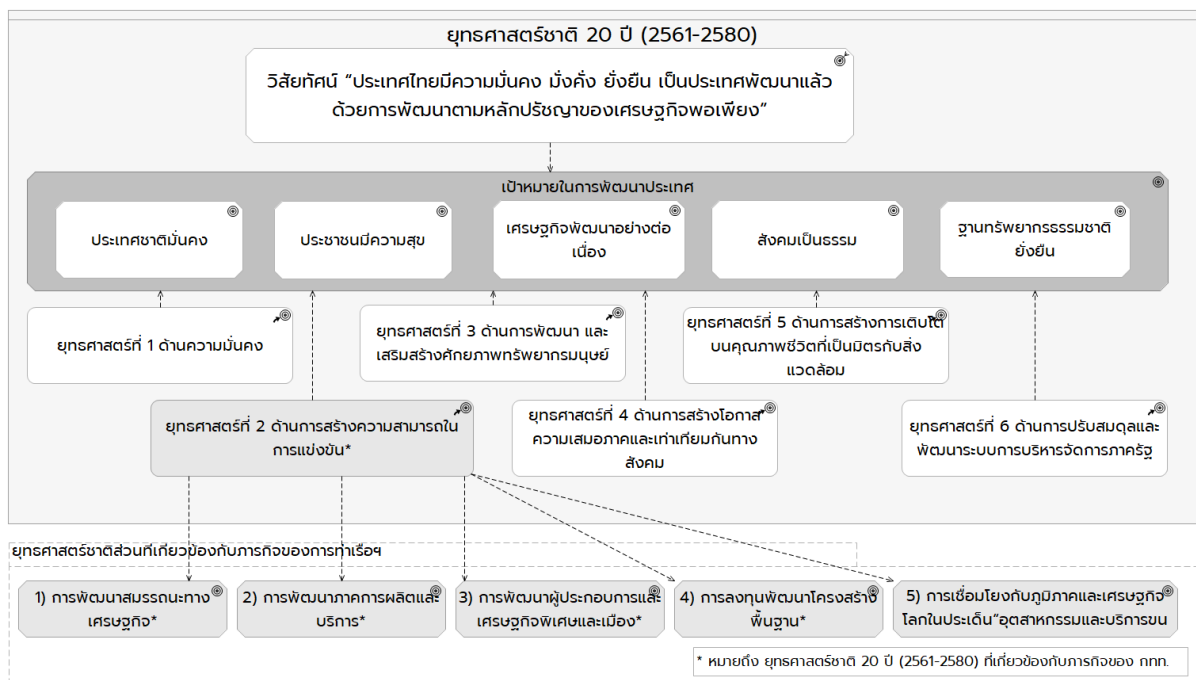 ยุทธศาสตร์ชาติ 20 ปี (2561-2580)
วิสัยทัศน์ “ประเทศไทยมีความมั่นคง มั่งคั่ง ยั่งยืน เป็นประเทศพัฒนาแล้ว
ด้วยการพัฒนาตามหลักปรัชญาของเศรษฐกิจพอเพียง”
เป้าหมายในการพัฒนาประเทศ
ประเทศชาติมั่นคง
ประชาชนมีความสุข
เศรษฐกิจพัฒนาอย่างต่อ
เนื่อง
สังคมเป็นธรรม
ฐานทรัพยากรธรรมชาติ
ยั่งยืน
ยุทธศาสตร์ที่ 1 ด้านความมั่นคง
ยุทธศาสตร์ที่ 3 ด้านการพัฒนา และ
เสริมสร้างศักยภาพทรัพยากรมนุษย์
ยุทธศาสตร์ที่ 5 ด้านการสร้างการเติบโต
บนคุณภาพชีวิตที่เป็นมิตรกับสิ่ง
แวดล้อม
ยุทธศาสตร์ที่ 2 ด้านการสร้างความสามารถใน
การแข่งขัน*
ยุทธศาสตร์ที่ 4 ด้านการสร้างโอกาส
ความเสมอภาคและเท่าเทียมกันทาง
สังคม
ยุทธศาสตร์ที่ 6 ด้านการปรับสมดุลและ
พัฒนาระบบการบริหารจัดการภาครัฐ
ยุทธศาสตร์ชาติส่วนที่เกี่ยวข้องกับภารกิจของการท่าเรือฯ
1) การพัฒนาสมรรถนะทาง
เศรษฐกิจ*
2) การพัฒนาภาคการผลิตและ
บริการ*
3) การพัฒนาผู้ประกอบการและ
เศรษฐกิจพิเศษและเมือง*
4) การลงทุนพัฒนาโครงสร้าง
พื้นฐาน*
5) การเชื่อมโยงกับภูมิภาคและเศรษฐกิจ
โลกในประเด็น“อุตสาหกรรมและบริการขน
* หมายถึง ยุทธศาสตร์ชาติ 20 ปี (2561-2580) ที่เกี่ยวข้องกับภารกิจของ กทท.